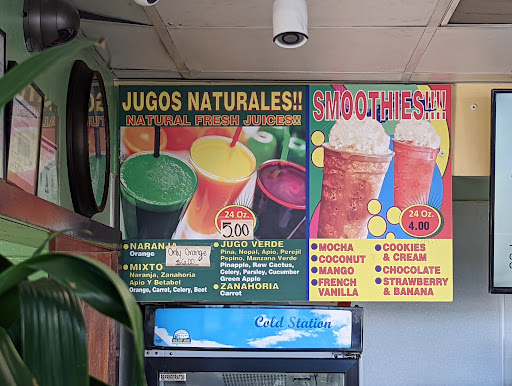 JUGOS NATURALES!!
NATURAL FRESH JUICES!!
24 Oz.
5.00
NARANJA
Orange
Only Orange
MIXTO
Naranja, Zanahoria
Apio Y Betabel
Orange, Carrot, Celery, Beet
JUGO VERDE
Pina, Nopal, Apio, Perejil
Pepino, Manzana Verde
Pineapple, Raw Cactus,
Celery, Parsley, Cucumber
Green Apple
ZANAHORIA
Carrot
SMOOTHIES!!!!
24 Oz.
4.00
MOCHA
COCONUT
MANGO
FRENCH
VANILLA
COOKIES
& CREAM
CHOCOLATE
STRAWBERRY
& BANANA
Cold Station
REFRIGERATOR